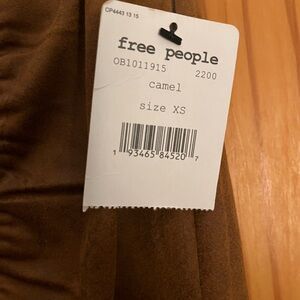 OP4443 13 15
free people
OB1011915 2200
camel
size XS
1 93465 84520 7